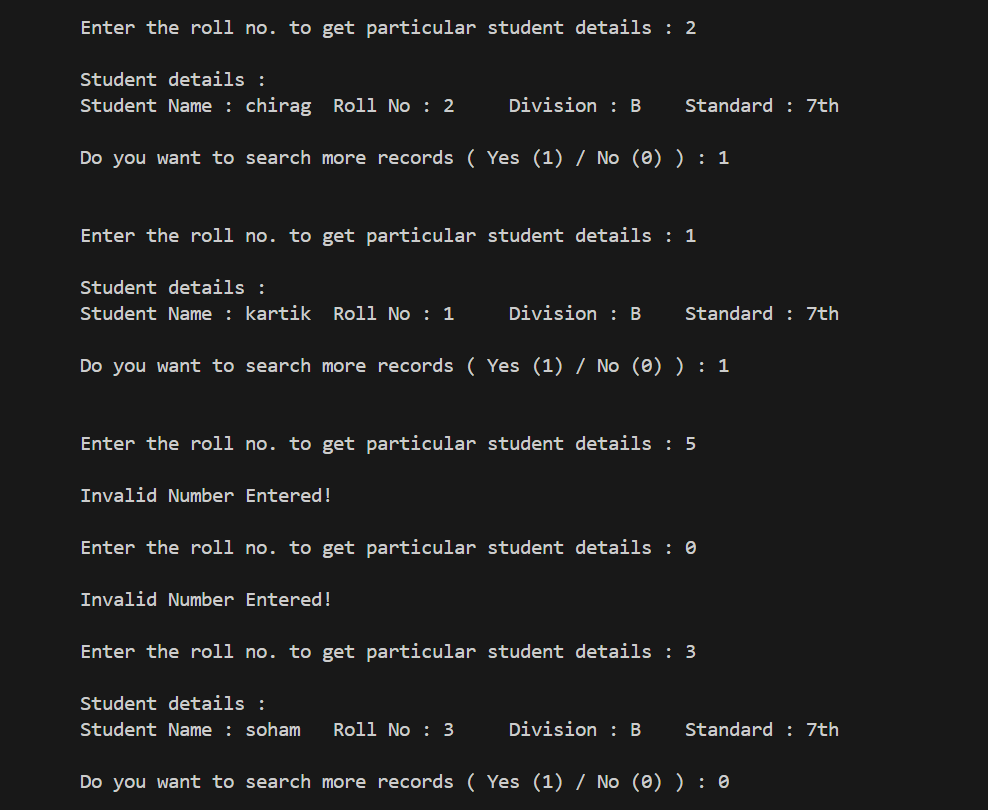 Enter the roll no. to get particular student details : 2
Student details :
Student Name : chirag  Roll No : 2     Division : B    Standard : 7th
Do you want to search more records ( Yes (1) / No (0) ) : 1
Enter the roll no. to get particular student details : 1
Student details :
Student Name : kartik  Roll No : 1     Division : B    Standard : 7th
Do you want to search more records ( Yes (1) / No (0) ) : 1
Enter the roll no. to get particular student details : 5
Invalid Number Entered!
Enter the roll no. to get particular student details : 0
Invalid Number Entered!
Enter the roll no. to get particular student details : 3
Student details :
Student Name : soham   Roll No : 3     Division : B    Standard : 7th
Do you want to search more records ( Yes (1) / No (0) ) : 0